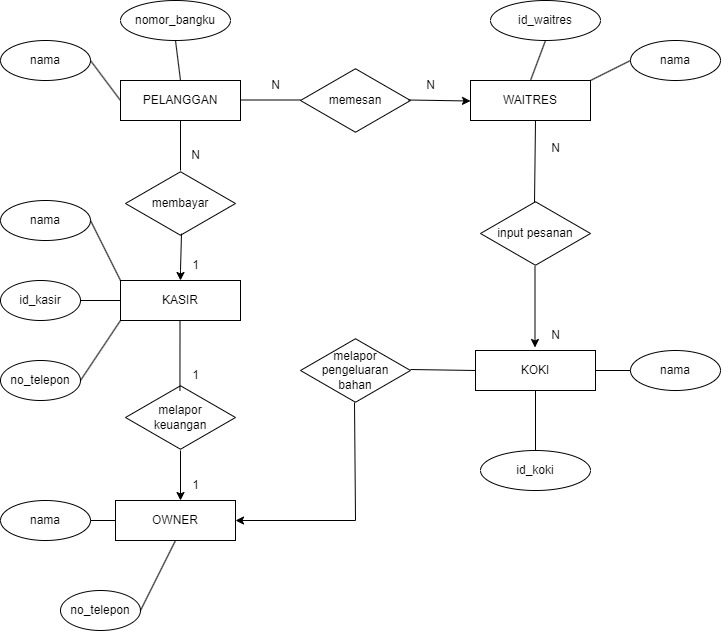 nomor_bangku
id_waitres
nama
nama
PELANGGAN
N
memesan
N
WAITRES
N
N
membayar
nama
input pesanan
1
id_kasir
KASIR
N
melapor
pengeluaran
bahan
KOKI
nama
no_telepon
1
melapor
keuangan
id_koki
1
nama
OWNER
no_telepon